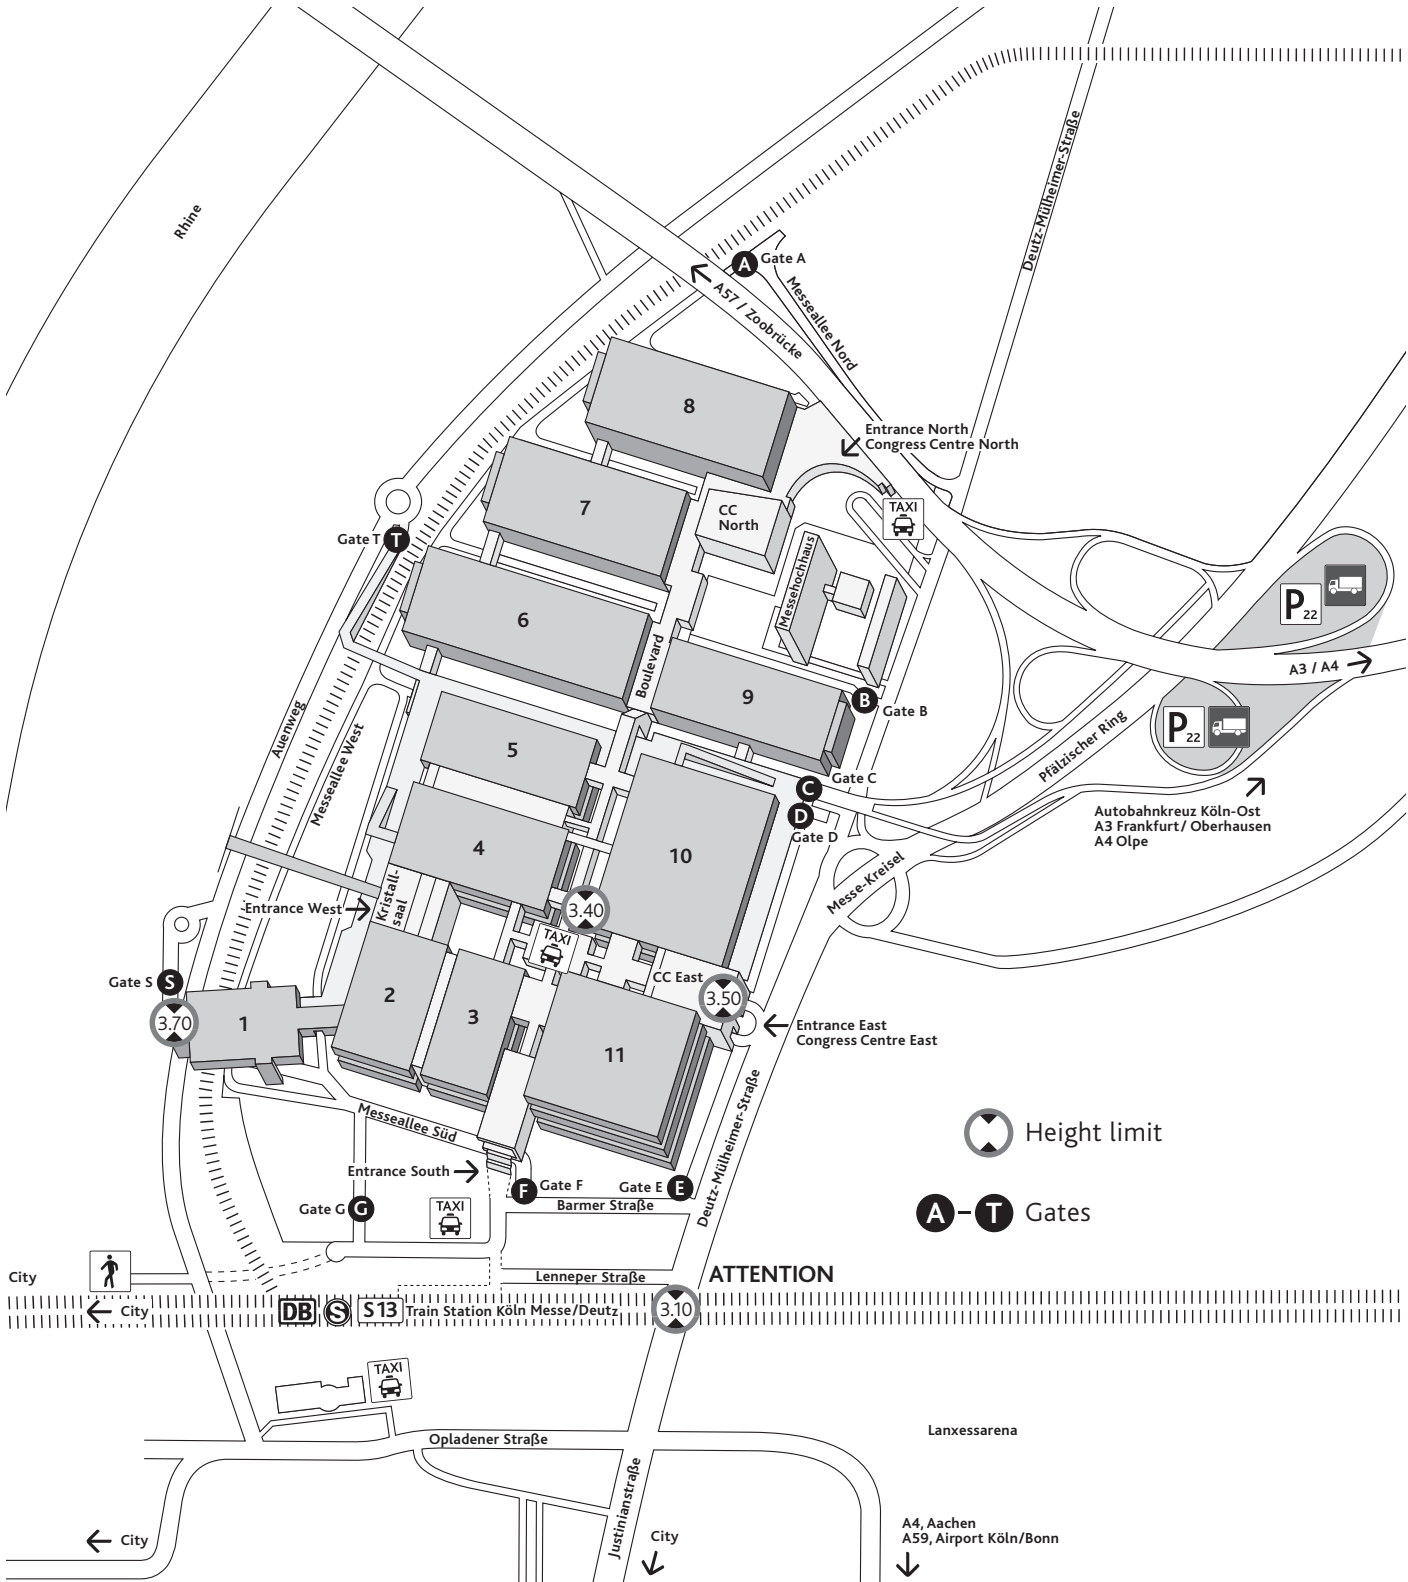 Deutz-Mülheimer-Straße
Rhine
A
Gate A
A57 / Zoobrücke
Messeallee Nord
8
Entrance North
Congress Centre North
7
CC
North
TAXI
Gate T
T
Messehochhaus
P22
6
Boulevard
A3 / A4
9
B
Gate B
P22
Auenweg
Messeallee West
5
Pfälzischer Ring
Gate C
C
D
Gate D
Autobahnkreuz Köln-Ost
A3 Frankfurt / Oberhausen
A4 Olpe
4
10
Messe-Kreisel
Kristall-
saal
Entrance West
3.40
TAXI
Gate S
S
CC East
3.50
2
3
3.70
1
Entrance East
Congress Centre East
11
Messeallee Süd
Deutz-Mülheimer-Straße
Height limit
Entrance South
F
Gate F
Gate E
E
Barmer Straße
Gate G
G
TAXI
A – T
Gates
City
Lenneper Straße
ATTENTION
City
DB
S
S 13
Train Station Köln Messe/Deutz
3.10
TAXI
Opladener Straße
Lanxessarena
Justinianstraße
City
City
A4, Aachen
A59, Airport Köln/Bonn